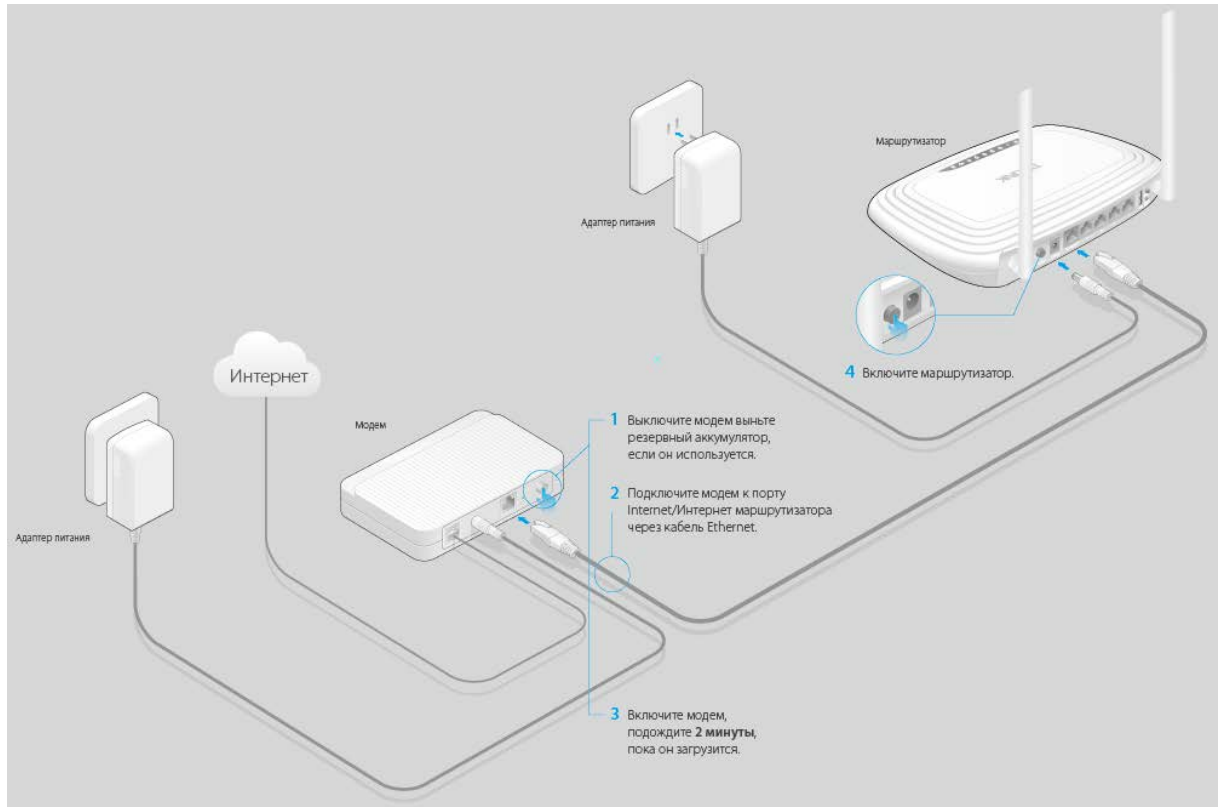 Маршрутизатор
Адаптер питания
4 Включите маршрутизатор.
Интернет
Модем
1 Выключите модем выньте
резервный аккумулятор,
если он используется.
2 Подключите модем к порту
Internet/Интернет маршрутизатора
через кабель Ethernet.
Адаптер питания
3 Включите модем,
подождите 2 минуты,
пока он загрузится.